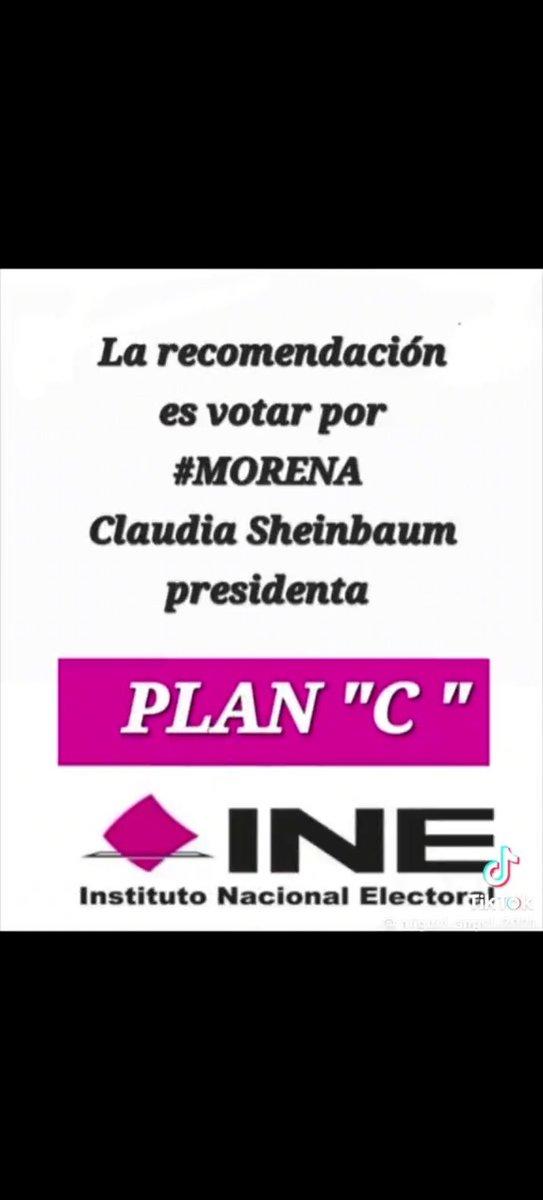 La recomendación
es votar por
#MORENA
Claudia Sheinbaum
presidenta
PLAN "C "
INE
Instituto Nacional Electoral
TikTok